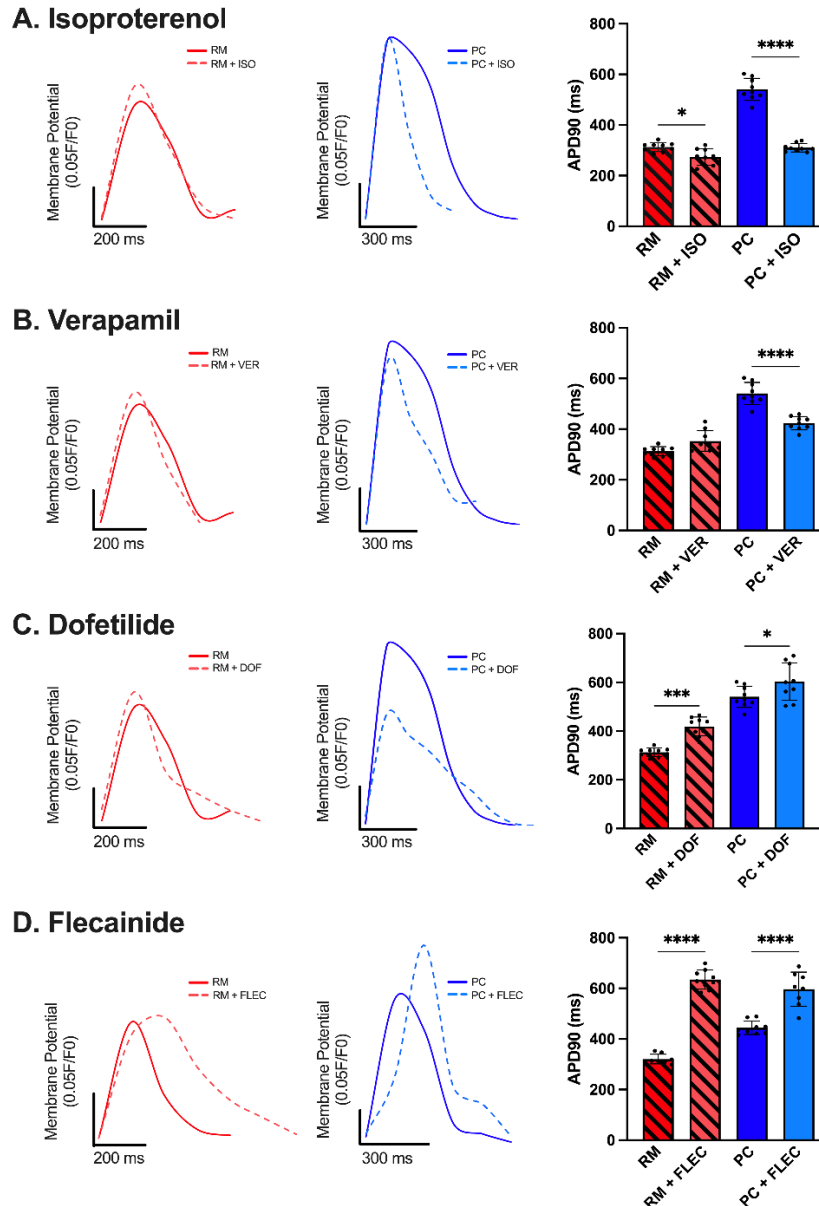 A. Isoproterenol
Membrane Potential
(0.05F/F0)
RM
RM + ISO
200 ms
Membrane Potential
(0.05F/F0)
PC
PC + ISO
300 ms
APD90 (ms)
800
600
400
200
0
*
****
RM
RM + ISO
PC
PC + ISO
B. Verapamil
Membrane Potential
(0.05F/F0)
RM
RM + VER
200 ms
Membrane Potential
(0.05F/F0)
PC
PC + VER
300 ms
APD90 (ms)
800
600
400
200
0
****
RM
RM + VER
PC
PC + VER
C. Dofetilide
Membrane Potential
(0.05F/F0)
RM
RM + DOF
200 ms
Membrane Potential
(0.05F/F0)
PC
PC + DOF
300 ms
APD90 (ms)
800
600
400
200
0
***
*
RM
RM + DOF
PC
PC + DOF
D. Flecainide
Membrane Potential
(0.05F/F0)
RM
RM + FLEC
200 ms
Membrane Potential
(0.05F/F0)
PC
PC + FLEC
300 ms
APD90 (ms)
800
600
400
200
0
****
****
RM
RM + FLEC
PC
PC + FLEC